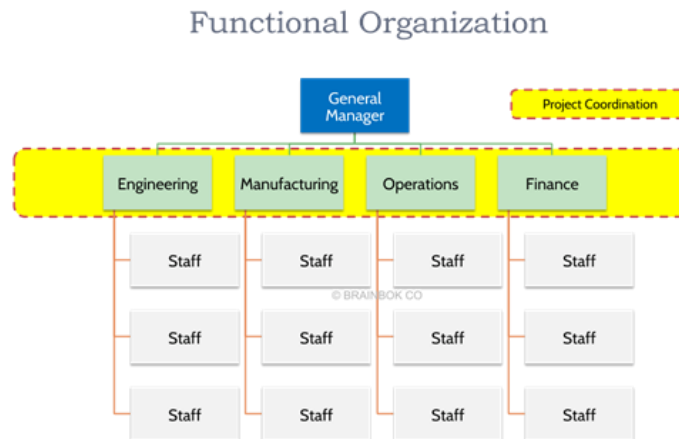 Functional Organization
General
Manager
Project Coordination
Engineering
Manufacturing
Operations
Finance
Staff
Staff
Staff
Staff
© BRAINBOK CO
Staff
Staff
Staff
Staff
Staff
Staff
Staff
Staff